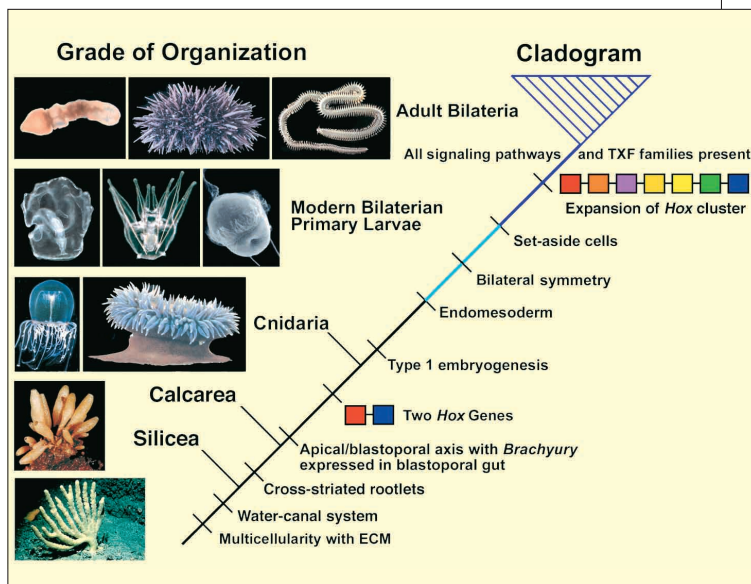 Grade of Organization
Cladogram
Adult Bilateria
All signaling pathways and TXF families present
Expansion of Hox cluster
Modern Bilaterian
Primary Larvae
Set-aside cells
Bilateral symmetry
Endomesoderm
Cnidaria
Type 1 embryogenesis
Calcarea
Two Hox Genes
Silicea
Apical/blastoporal axis with Brachyury
expressed in blastoporal gut
Cross-striated rootlets
Water-canal system
Multicellularity with ECM